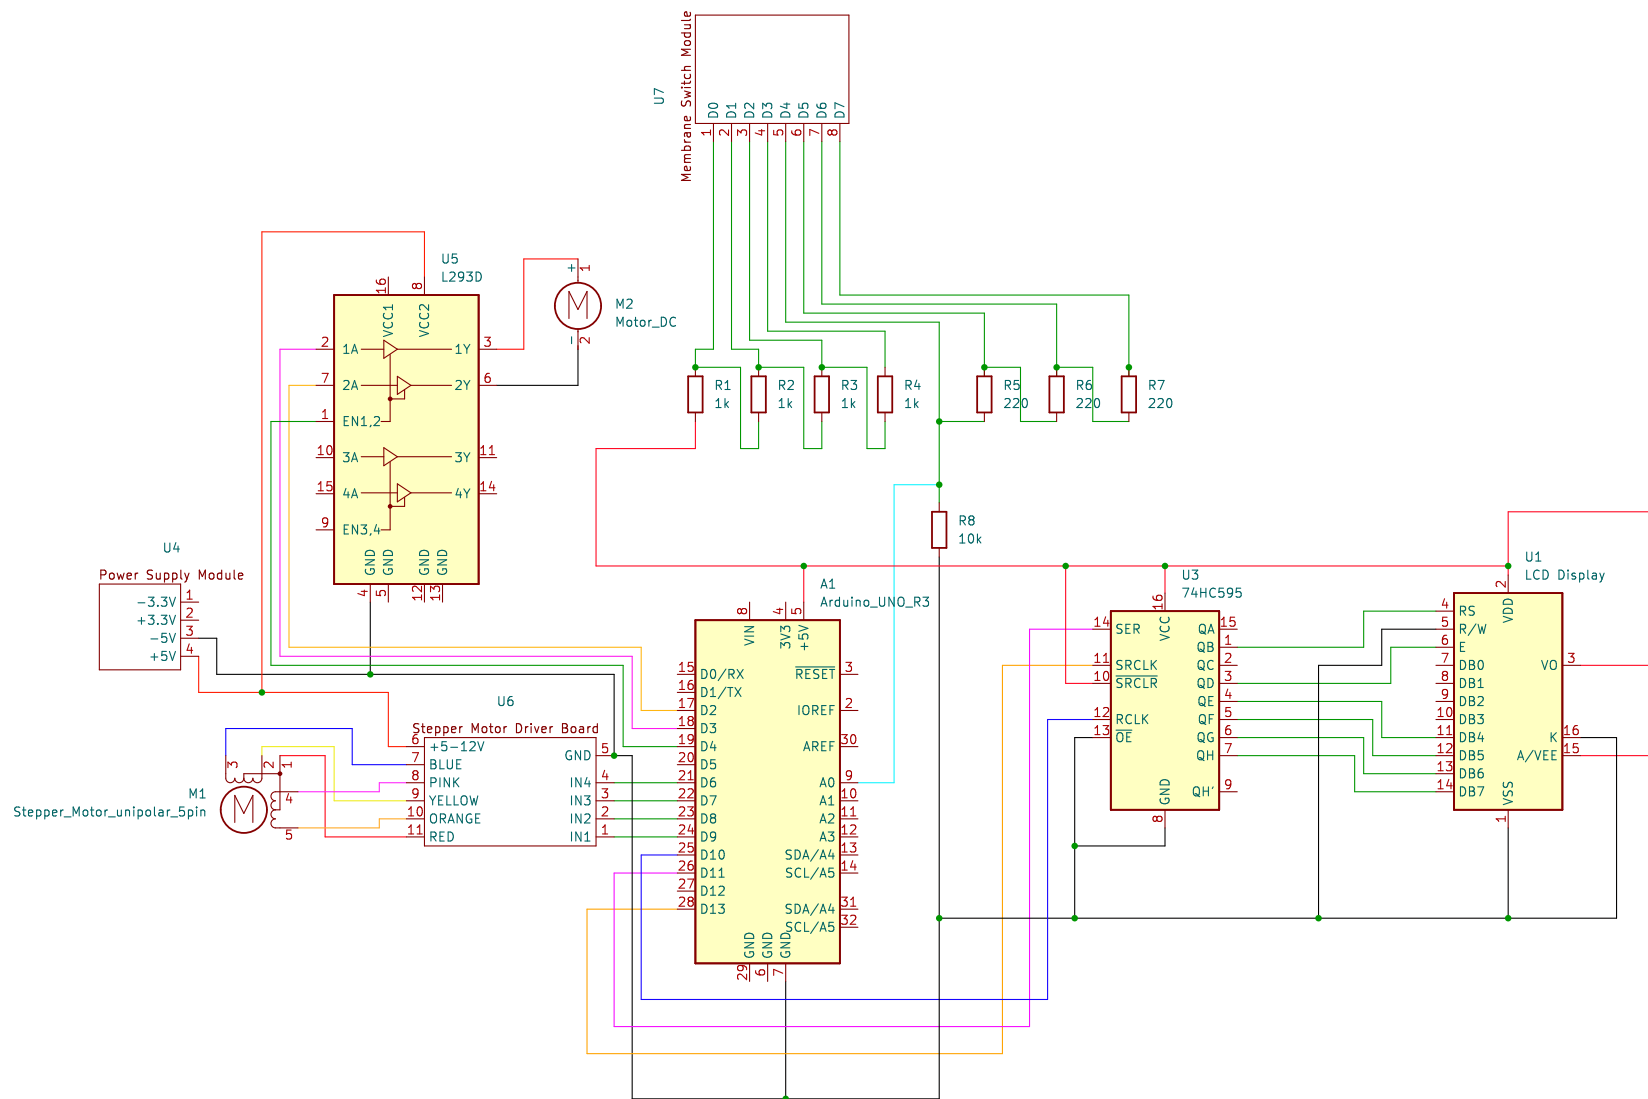 Membrane Switch Module
U7
D0
D1
D2
D3
D4
D5
D6
D7
1
2
3
4
5
6
7
8
U5
L293D
16
8
VCC1
VCC2
2
1A
1Y
3
7
2A
2Y
6
1
EN1,2
10
3A
3Y
11
15
4A
4Y
14
9
EN3,4
GND
GND
GND
GND
4
5
12
13
+
1
M
M2
Motor_DC
-
2
R1
1k
R2
1k
R3
1k
R4
1k
R5
220
R6
220
R7
220
R8
10k
U4
Power Supply Module
-3.3V
1
+3.3V
2
-5V
3
+5V
4
U6
Stepper Motor Driver Board
6
+5-12V
7
BLUE
8
PINK
9
YELLOW
10
ORANGE
11
RED
GND
5
IN4
4
IN3
3
IN2
2
IN1
1
3
2
1
4
5
M
M1
Stepper_Motor_unipolar_5pin
A1
Arduino_UNO_R3
8
4
5
VIN
3V3
+5V
15
D0/RX
16
D1/TX
17
D2
18
D3
19
D4
20
D5
21
D6
22
D7
23
D8
24
D9
25
D10
26
D11
27
D12
28
D13
RESET
3
IOREF
2
AREF
30
A0
9
A1
10
A2
11
A3
12
SDA/A4
13
SCL/A5
14
SDA/A4
31
SCL/A5
32
GND
GND
GND
29
6
7
U3
74HC595
16
VCC
14
SER
11
SRCLK
10
SRCLR
12
RCLK
13
OE
QA
15
QB
1
QC
2
QD
3
QE
4
QF
5
QG
6
QH
7
QH'
9
GND
8
U1
LCD Display
2
VDD
4
RS
5
R/W
6
E
7
DB0
8
DB1
9
DB2
10
DB3
11
DB4
12
DB5
13
DB6
14
DB7
VO
3
K
16
A/VEE
15
VSS
1